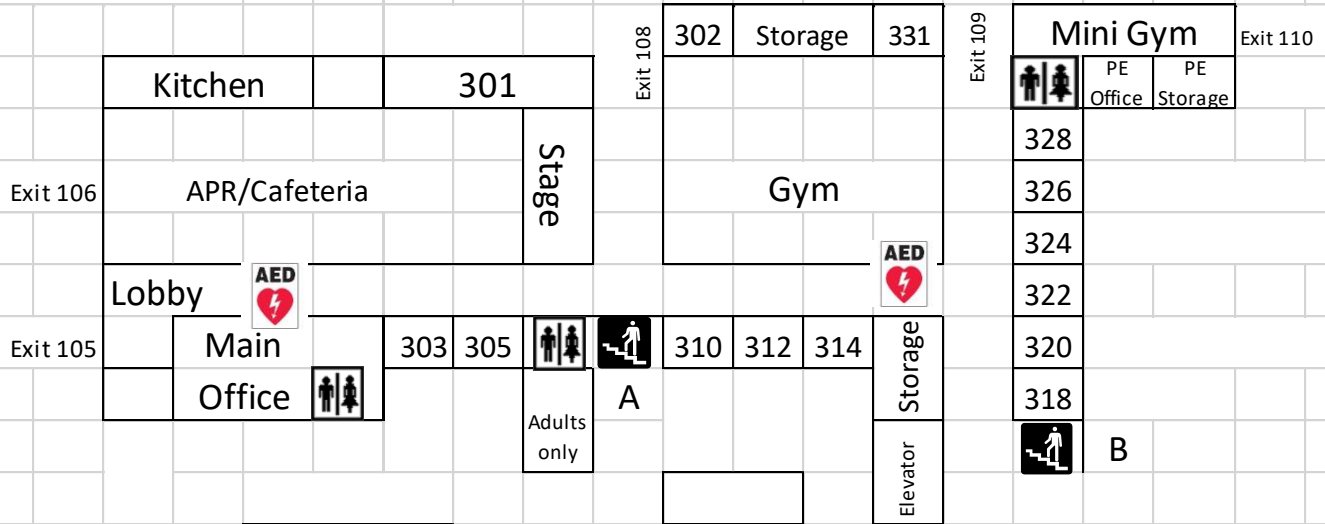 Exit 108
302 Storage 331
Exit 109
Mini Gym
Exit 110
Kitchen
301
PE
Office
PE
Storage
328
Exit 106
APR/Cafeteria
Stage
Gym
326
324
Lobby
AED
AED
322
Exit 105
Main
Office
303 305
310 312 314
Storage
320
318
A
Adults
only
Elevator
B